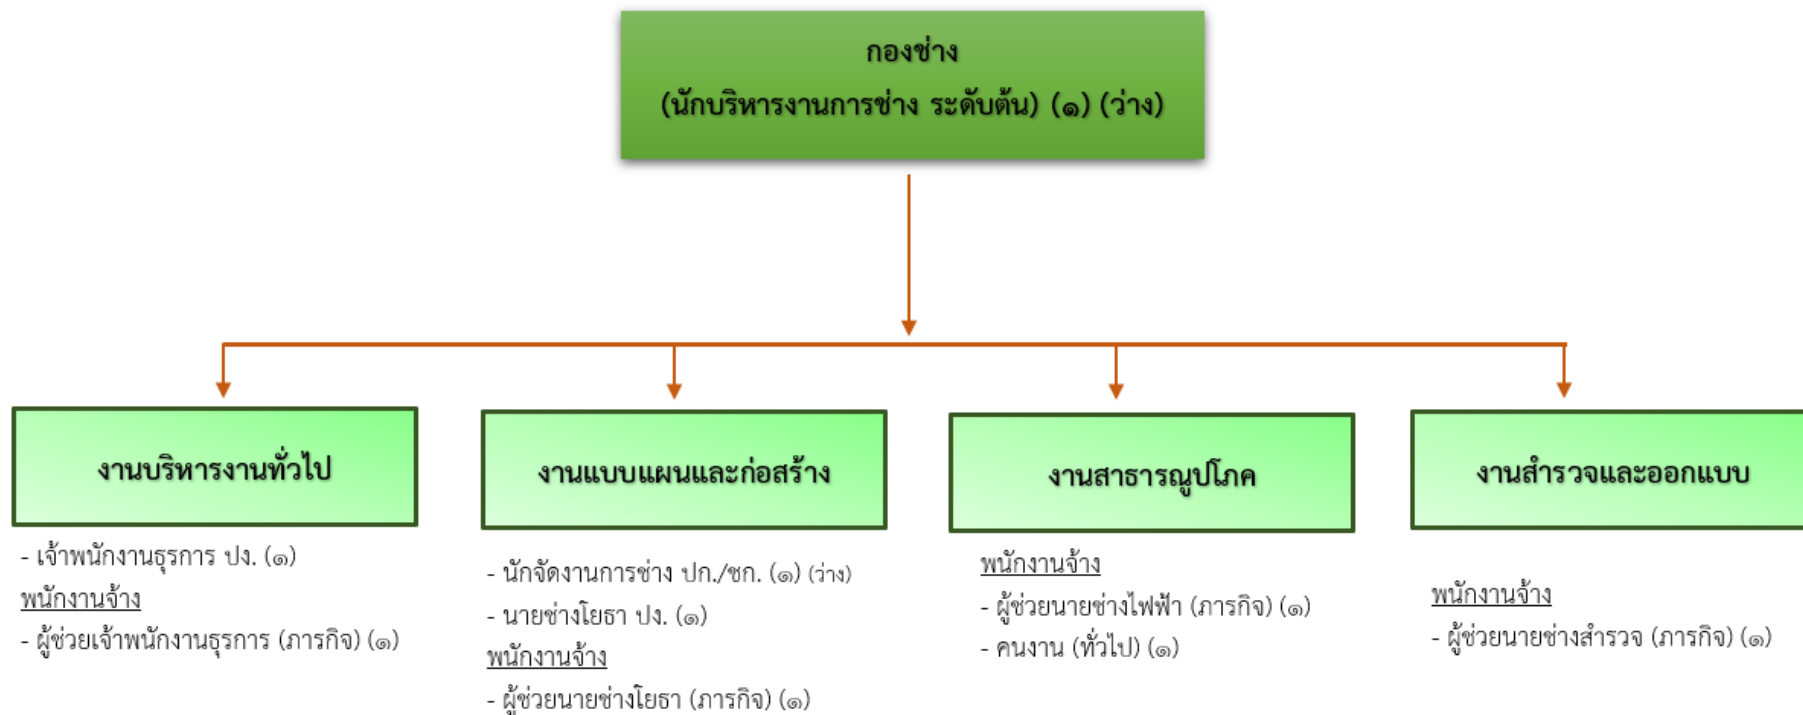 กองช่าง
(นักบริหารงานการช่าง ระดับต้น) (๑) (ว่าง)
งานบริหารงานทั่วไป
- เจ้าพนักงานธุรการ ปง. (๑)
พนักงานจ้าง
- ผู้ช่วยเจ้าพนักงานธุรการ (ภารกิจ) (๑)
งานแบบแผนและก่อสร้าง
- นักจัดงานการช่าง ปก./ชก. (๑) (ว่าง)
- นายช่างโยธา ปง. (๑)
พนักงานจ้าง
- ผู้ช่วยนายช่างโยธา (ภารกิจ) (๑)
งานสาธารณูปโภค
พนักงานจ้าง
- ผู้ช่วยนายช่างไฟฟ้า (ภารกิจ) (๑)
- คนงาน (ทั่วไป) (๑)
งานสำรวจและออกแบบ
พนักงานจ้าง
- ผู้ช่วยนายช่างสำรวจ (ภารกิจ) (๑)